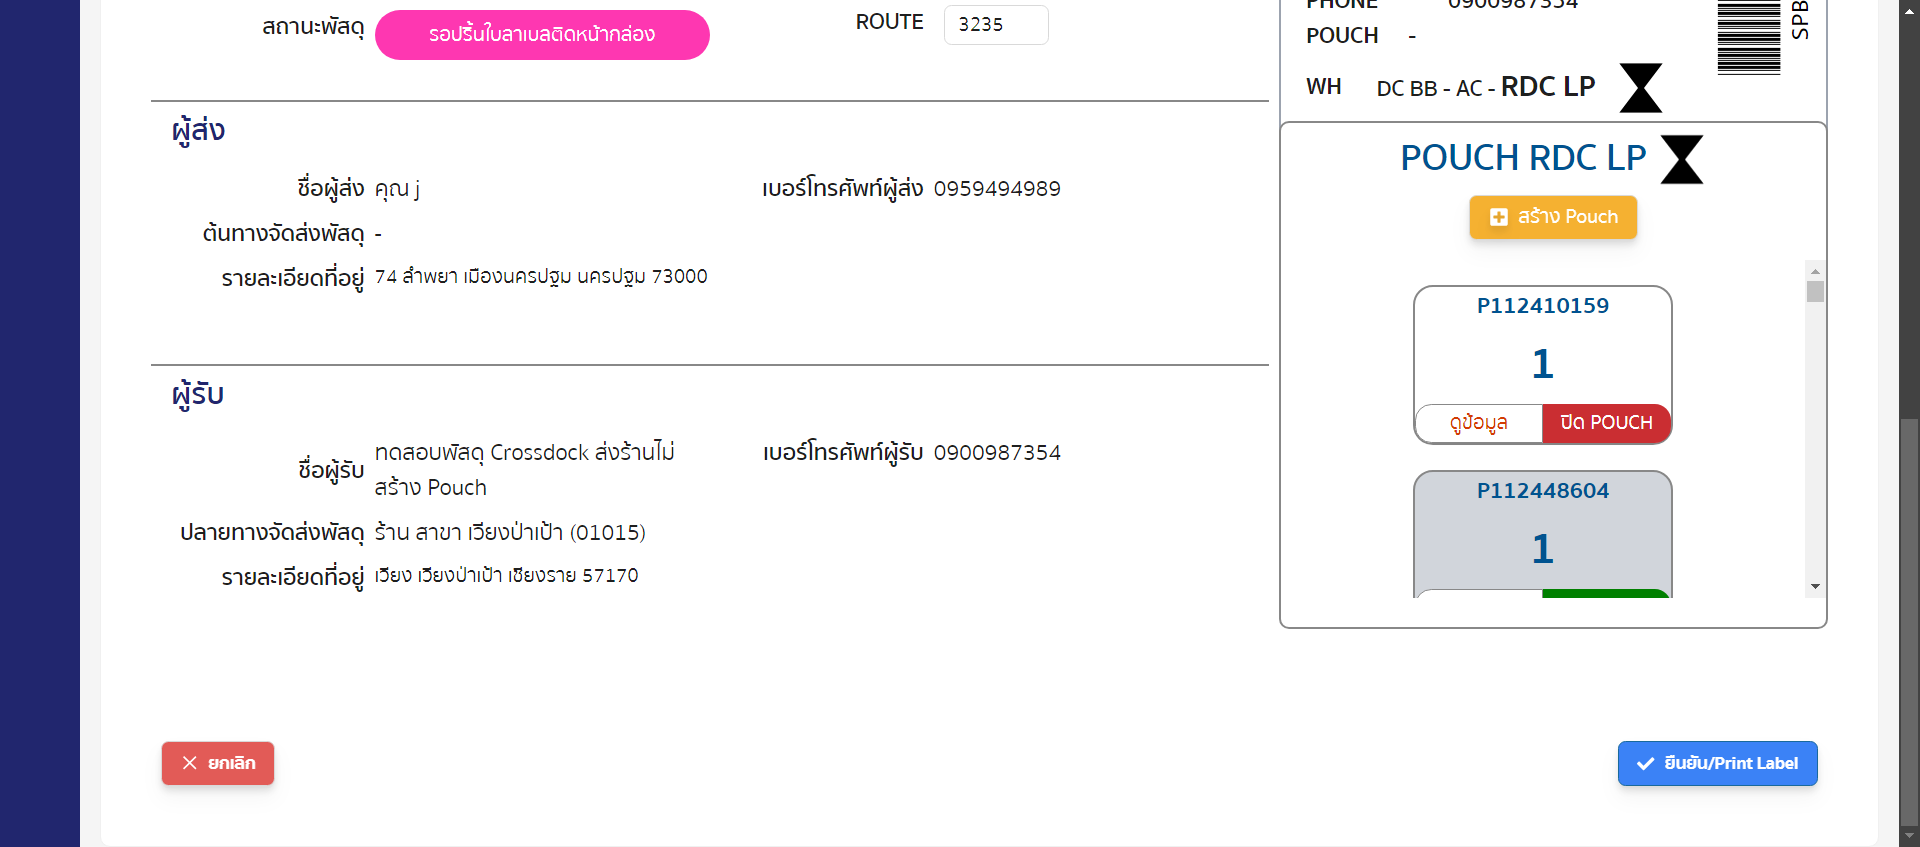 สถานะพัสดุ รอปริ้นใบลาเบลติดหน้ากล่อง ROUTE 3235
ผู้ส่ง
ชื่อผู้ส่ง คุณ j เบอร์โทรศัพท์ผู้ส่ง 0959494989
ต้นทางจัดส่งพัสดุ -
รายละเอียดที่อยู่ 74 ลำพยา เมืองนครปฐม นครปฐม 73000
ผู้รับ
ชื่อผู้รับ ทดสอบพัสดุ Crossdock ส่งร้านไม่
สร้าง Pouch
เบอร์โทรศัพท์ผู้รับ 0900987354
ปลายทางจัดส่งพัสดุ ร้าน สาขา เวียงป่าเป้า (01015)
รายละเอียดที่อยู่ เวียง เวียงป่าเป้า เชียงราย 57170
PHONE 0900987354
POUCH -
WH DC BB - AC - RDC LP
SPB
POUCH RDC LP
สร้าง Pouch
P112410159
1
ดูข้อมูล ปิด POUCH
P112448604
1
ยกเลิก
ยืนยัน/Print Label